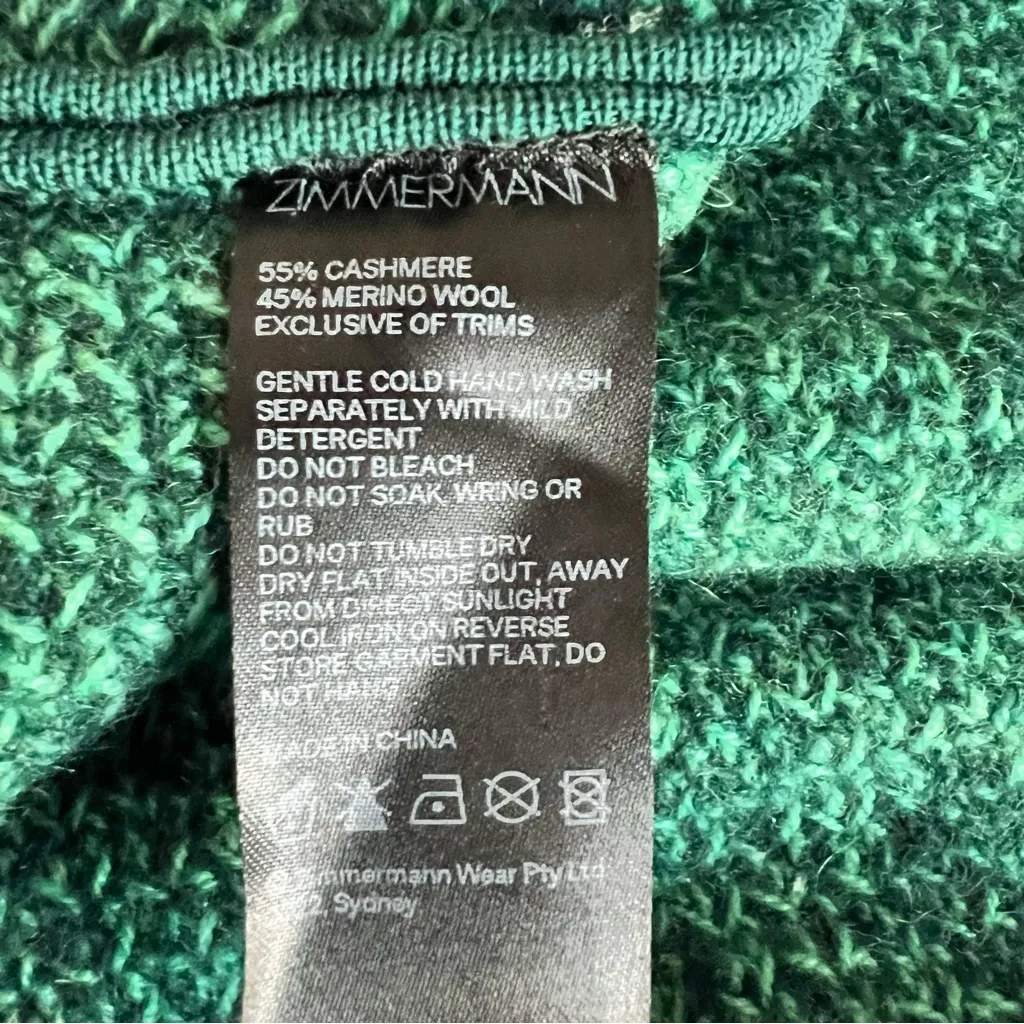 ZIMMERMANN
55% CASHMERE
45% MERINO WOOL
EXCLUSIVE OF TRIMS
GENTLE COLD HAND WASH
SEPARATELY WITH MILD
DETERGENT
DO NOT BLEACH
DO NOT SOAK, WRING OR
RUB
DO NOT TUMBLE DRY
DRY FLAT INSIDE OUT, AWAY
FROM DIRECT SUNLIGHT
COOL IRON ON REVERSE
STORE GARMENT FLAT, DO
NOT HANG
MADE IN CHINA
Zimmermann Wear Pty Ltd
Sydney